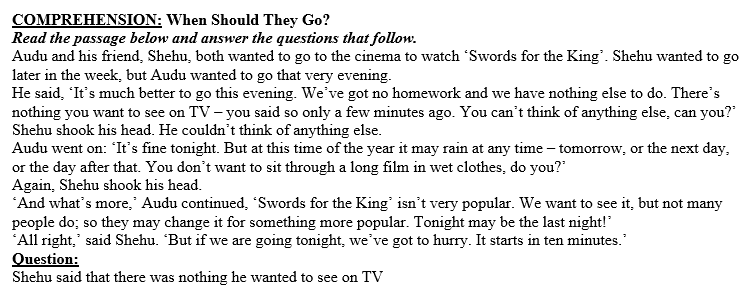 COMPREHENSION: When Should They Go?
Read the passage below and answer the questions that follow.
Audu and his friend, Shehu, both wanted to go to the cinema to watch ‘Swords for the King’. Shehu wanted to go
later in the week, but Audu wanted to go that very evening.
He said, ‘It’s much better to go this evening. We’ve got no homework and we have nothing else to do. There’s
nothing you want to see on TV – you said so only a few minutes ago. You can’t think of anything else, can you?’
Shehu shook his head. He couldn’t think of anything else.
Audu went on: ‘It’s fine tonight. But at this time of the year it may rain at any time – tomorrow, or the next day,
or the day after that. You don’t want to sit through a long film in wet clothes, do you?’
Again, Shehu shook his head.
‘And what’s more,’ Audu continued, ‘Swords for the King’ isn’t very popular. We want to see it, but not many
people do; so they may change it for something more popular. Tonight may be the last night!’
‘All right,’ said Shehu. ‘But if we are going tonight, we’ve got to hurry. It starts in ten minutes.’
Question:
Shehu said that there was nothing he wanted to see on TV